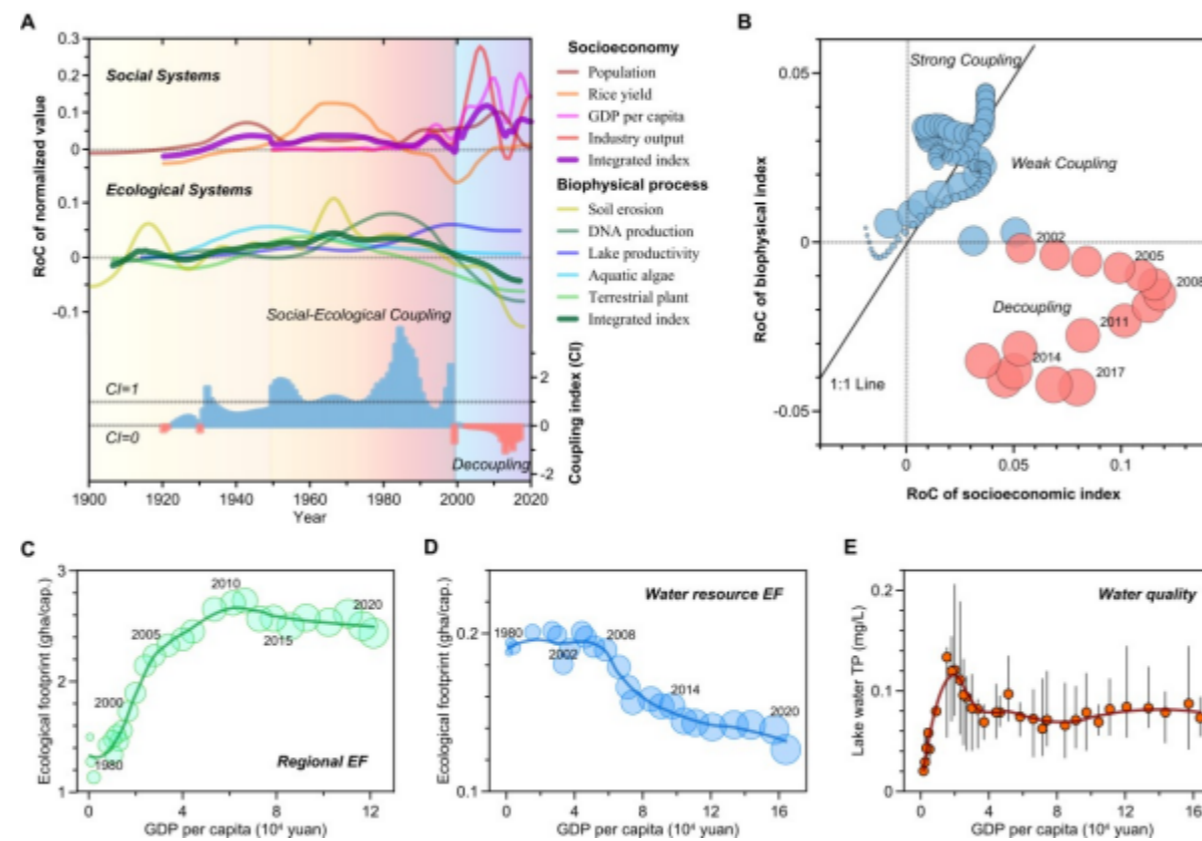 A
0.3
0.2
0.1
0
0.1
0
-0.1
RoC of normalized value
Social Systems
Ecological Systems
Social-Ecological Coupling
CI=1
CI=0
Decoupling
2
0
-2
Coupling index (CI)
1900
1920
1940
1960
1980
2000
2020
Year
Socioeconomy
Population
Rice yield
GDP per capita
Industry output
Integrated index
Biophysical process
Soil erosion
DNA production
Lake productivity
Aquatic algae
Terrestrial plant
Integrated index
B
0.05
0
-0.05
RoC of biophysical index
Strong Coupling
Weak Coupling
2002
2005
2008
Decoupling
2011
2014
2017
1:1 Line
0
0.05
0.1
RoC of socioeconomic index
C
3
2
1
Ecological footprint (gha/cap.)
2010
2020
2005
2015
2000
1980
Regional EF
0
4
8
12
GDP per capita (10⁴ yuan)
D
0.2
0.1
Ecological footprint (gha/cap.)
Water resource EF
1980
2002
2008
2014
2020
0
4
8
12
16
GDP per capita (10⁴ yuan)
E
0.2
0.1
0
Lake water TP (mg/L)
Water quality
0
4
8
12
16
GDP per capita (10⁴ yuan)